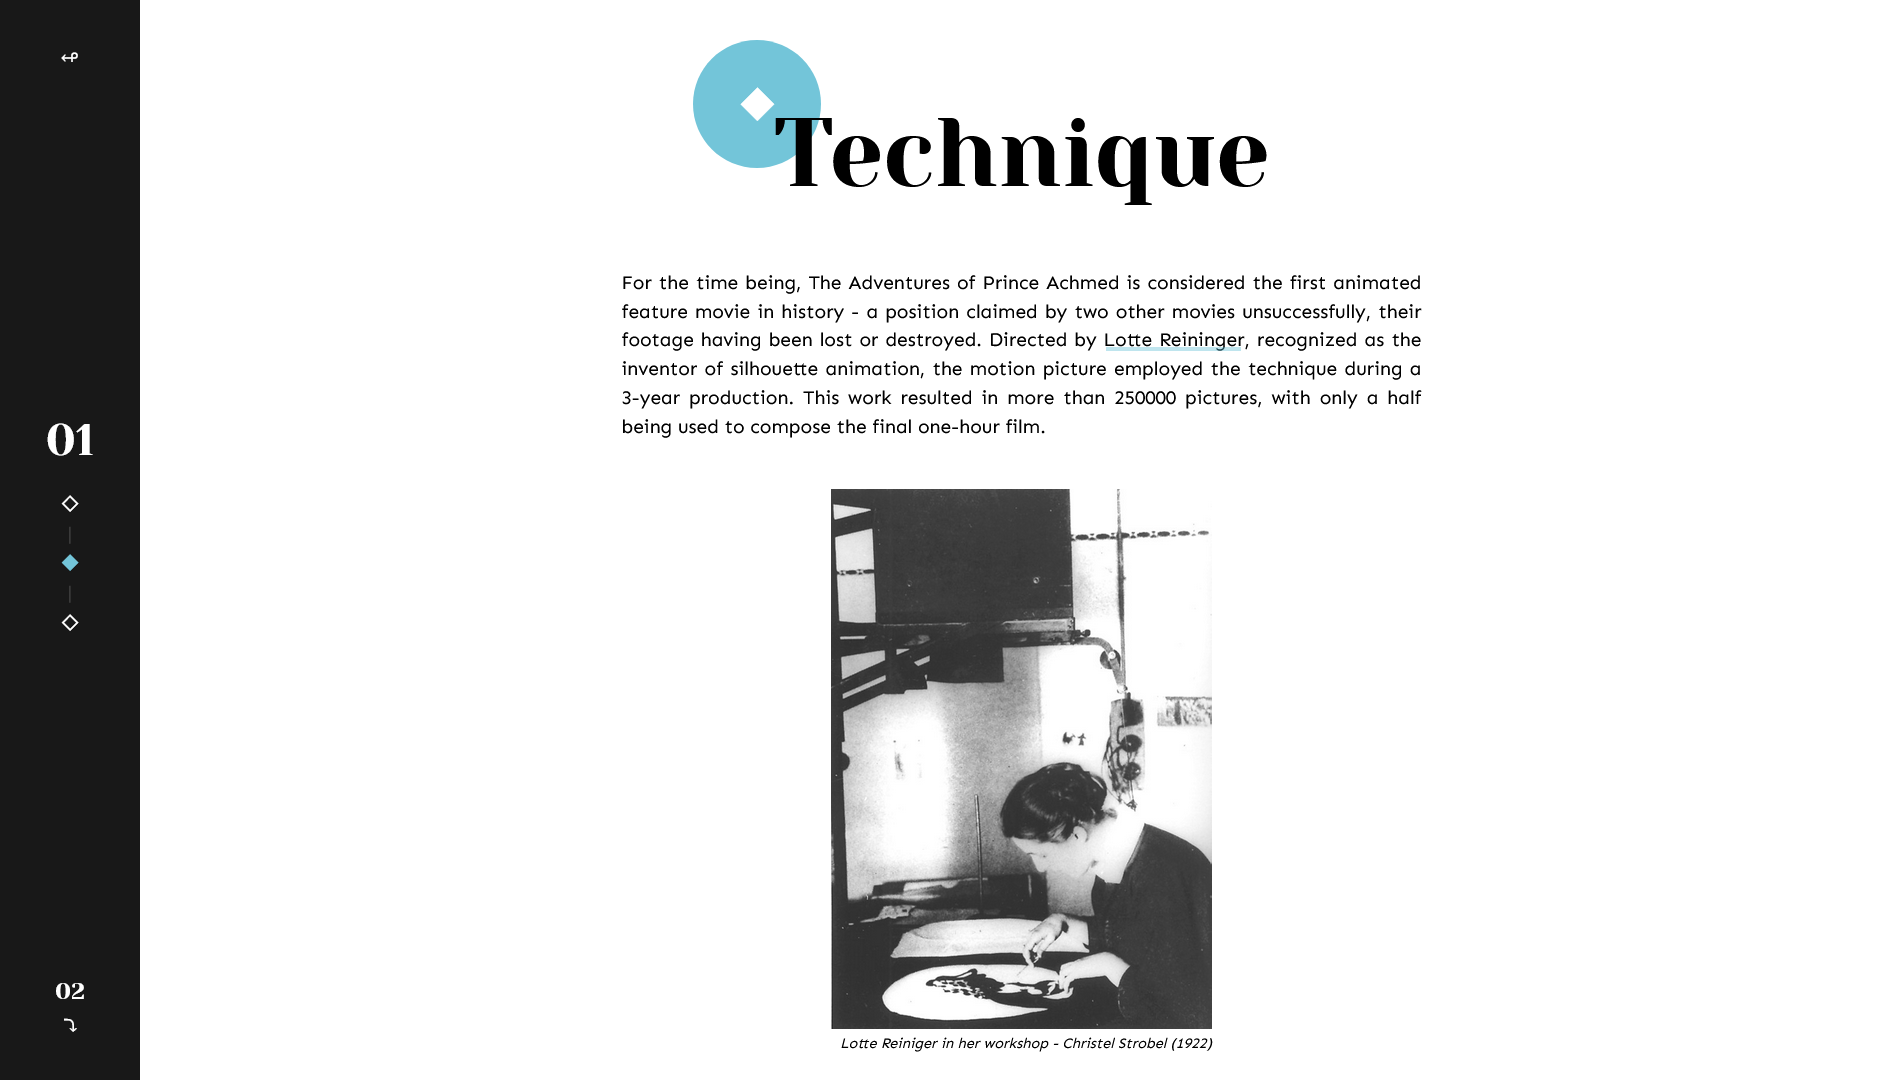 01
02
Technique
For the time being, The Adventures of Prince Achmed is considered the first animated
feature movie in history - a position claimed by two other movies unsuccessfully, their
footage having been lost or destroyed. Directed by Lotte Reininger, recognized as the
inventor of silhouette animation, the motion picture employed the technique during a
3-year production. This work resulted in more than 250000 pictures, with only a half
being used to compose the final one-hour film.
Lotte Reiniger in her workshop - Christel Strobel (1922)